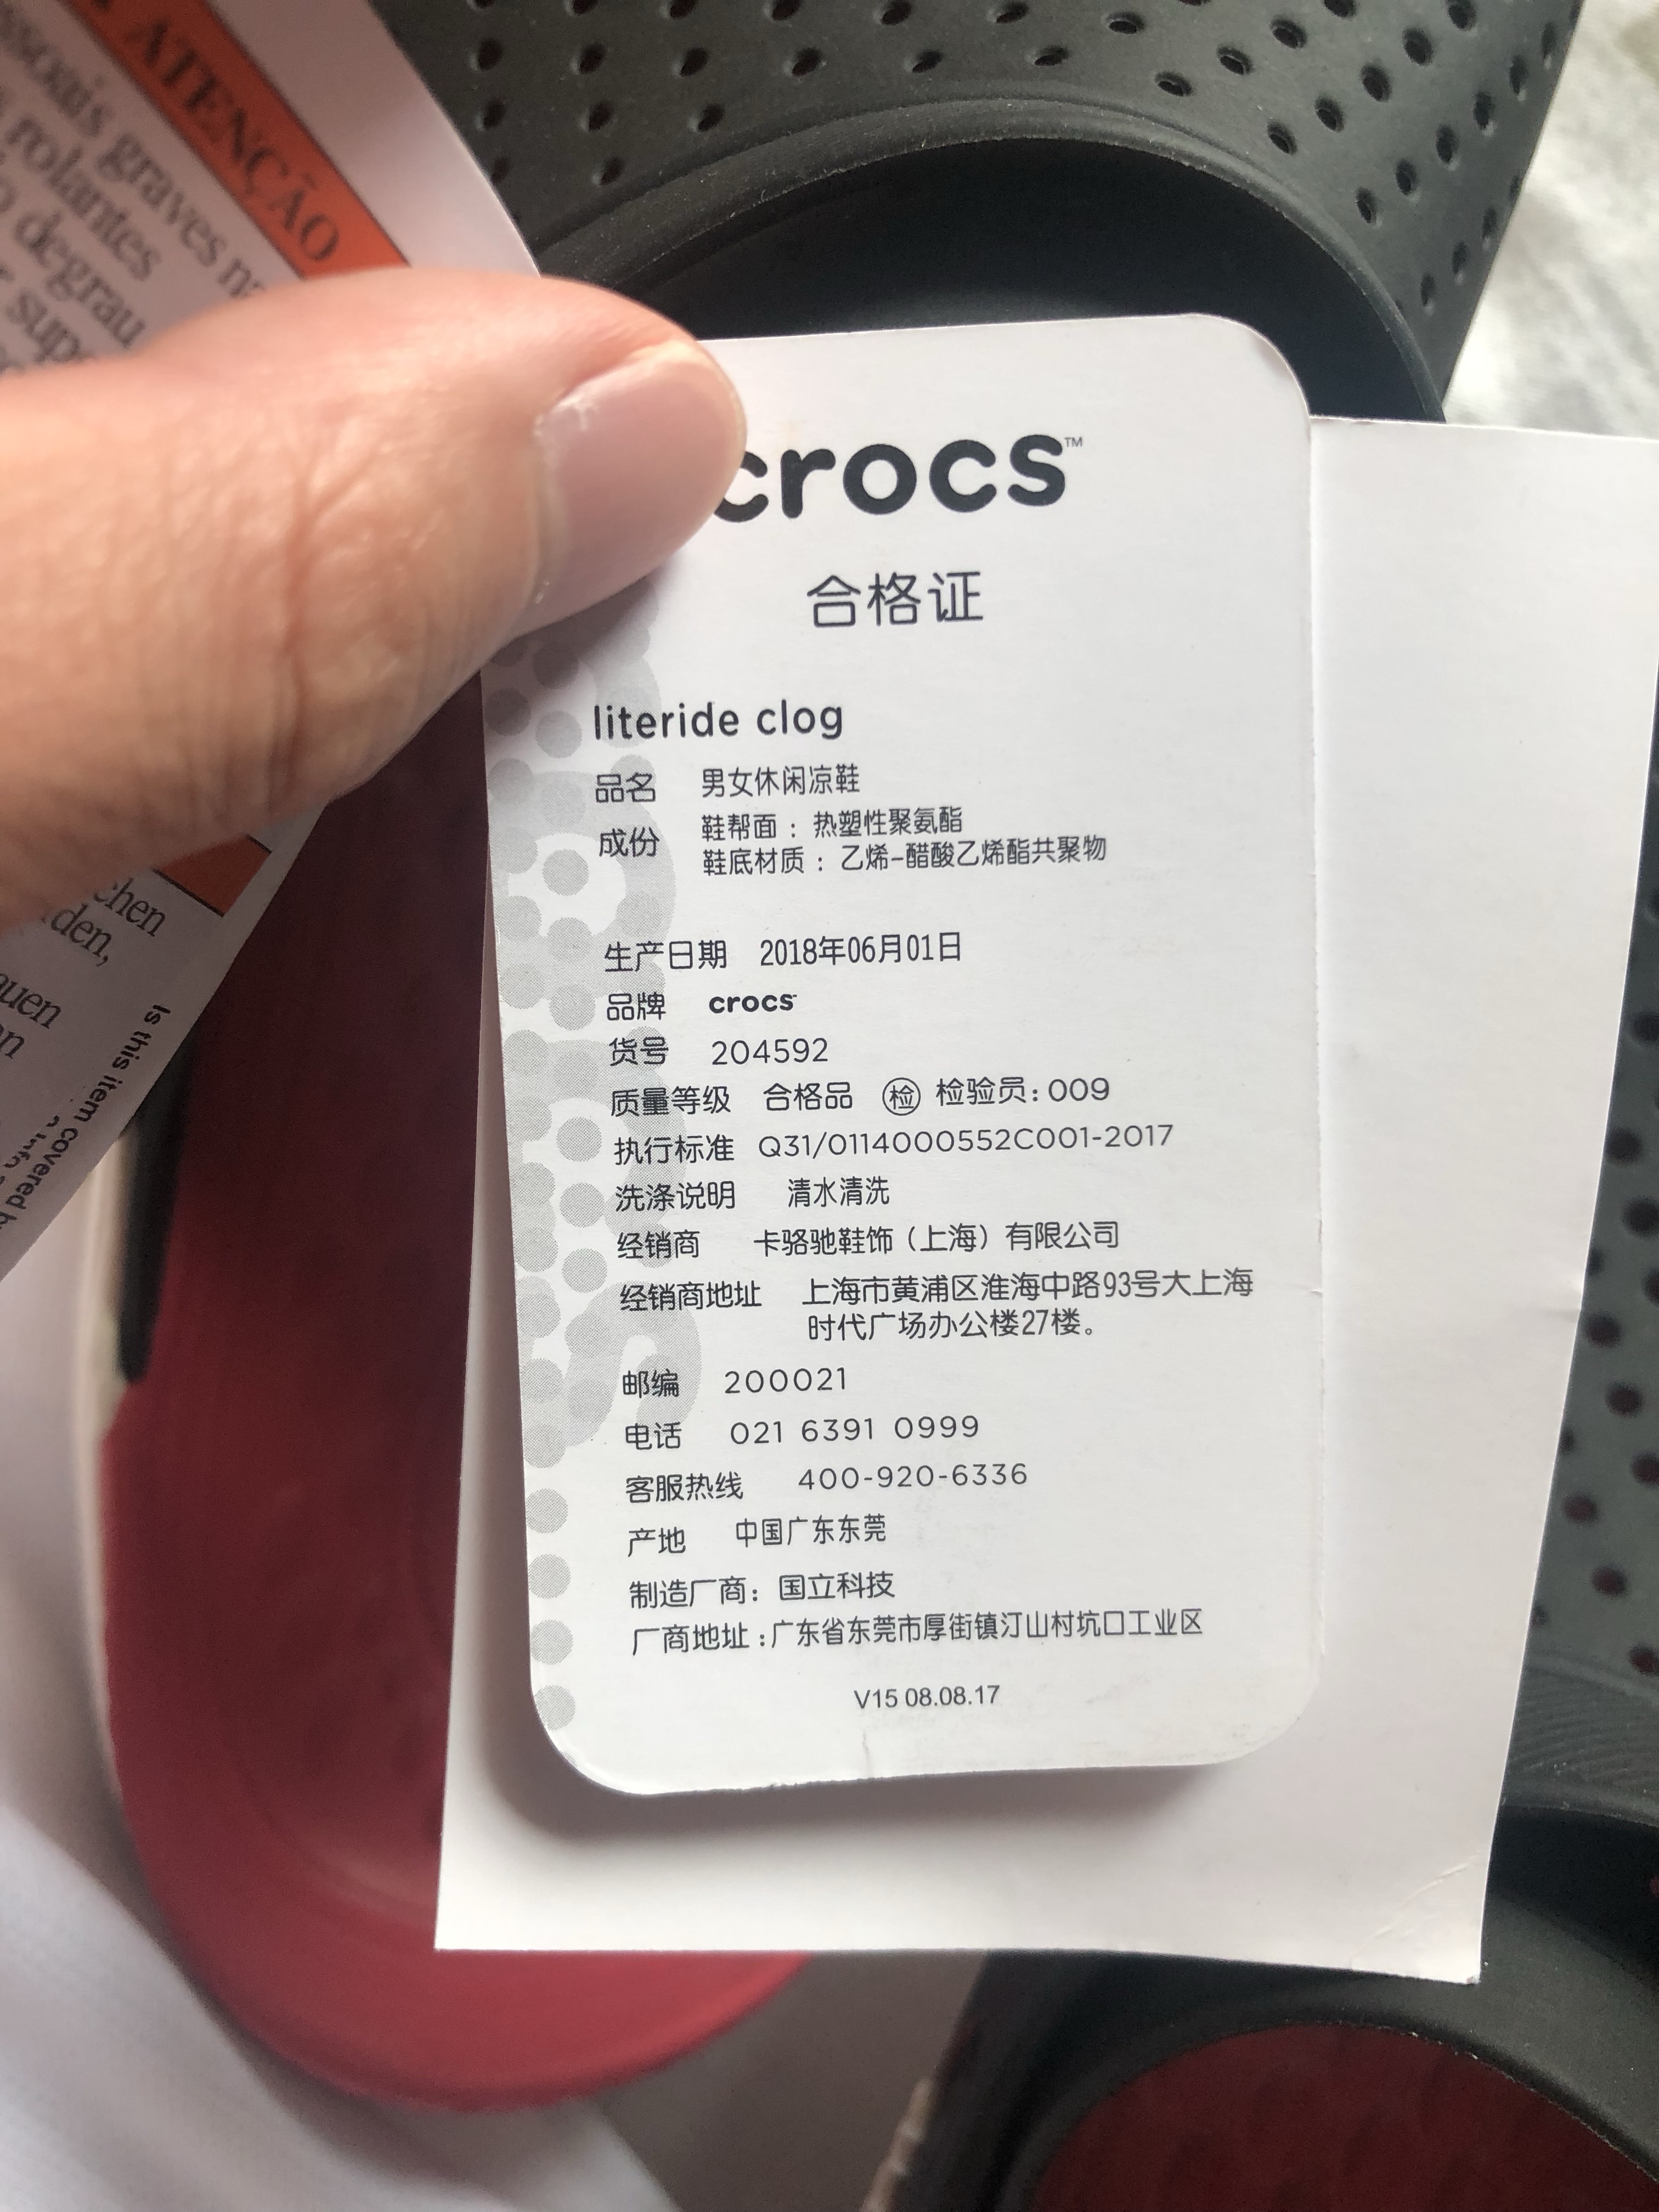 ATENÇÃO
graves na
rolantes
degrau
crocs™
合格证
literide clog
品名 男女休闲凉鞋
成份 鞋帮面：热塑性聚氨酯
鞋底材质：乙烯-醋酸乙烯酯共聚物
生产日期 2018年06月01日
品牌 crocs
货号 204592
质量等级 合格品 检 检验员:009
执行标准 Q31/0114000552C001-2017
洗涤说明 清水清洗
经销商 卡骆驰鞋饰（上海）有限公司
经销商地址 上海市黄浦区淮海中路93号大上海
时代广场办公楼27楼。
邮编 200021
电话 021 6391 0999
客服热线 400-920-6336
产地 中国广东东莞
制造厂商：国立科技
厂商地址:广东省东莞市厚街镇汀山村坑口工业区
V15 08.08.17
Is this item covered